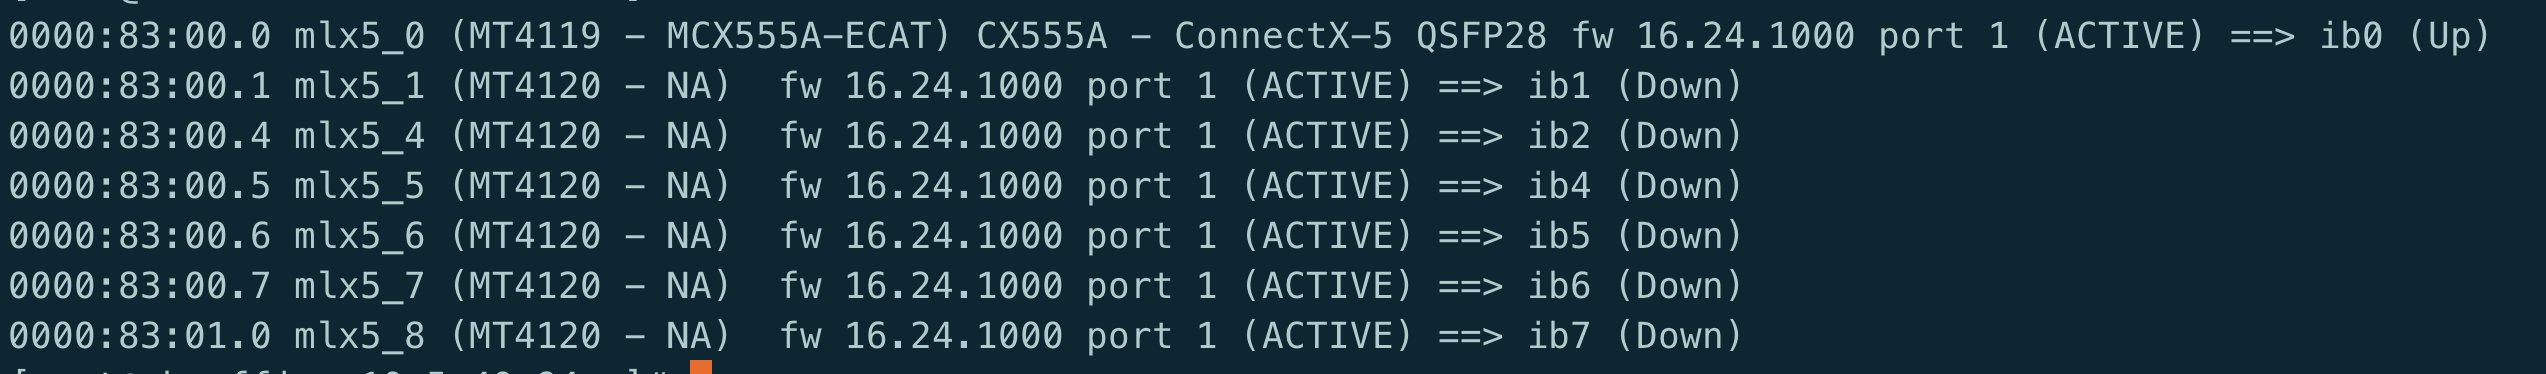 0000:83:00.0 mlx5_0 (MT4119 - MCX555A-ECAT) CX555A - ConnectX-5 QSFP28 fw 16.24.1000 port 1 (ACTIVE) ==> ib0 (Up)
0000:83:00.1 mlx5_1 (MT4120 - NA)  fw 16.24.1000 port 1 (ACTIVE) ==> ib1 (Down)
0000:83:00.4 mlx5_4 (MT4120 - NA)  fw 16.24.1000 port 1 (ACTIVE) ==> ib2 (Down)
0000:83:00.5 mlx5_5 (MT4120 - NA)  fw 16.24.1000 port 1 (ACTIVE) ==> ib4 (Down)
0000:83:00.6 mlx5_6 (MT4120 - NA)  fw 16.24.1000 port 1 (ACTIVE) ==> ib5 (Down)
0000:83:00.7 mlx5_7 (MT4120 - NA)  fw 16.24.1000 port 1 (ACTIVE) ==> ib6 (Down)
0000:83:01.0 mlx5_8 (MT4120 - NA)  fw 16.24.1000 port 1 (ACTIVE) ==> ib7 (Down)